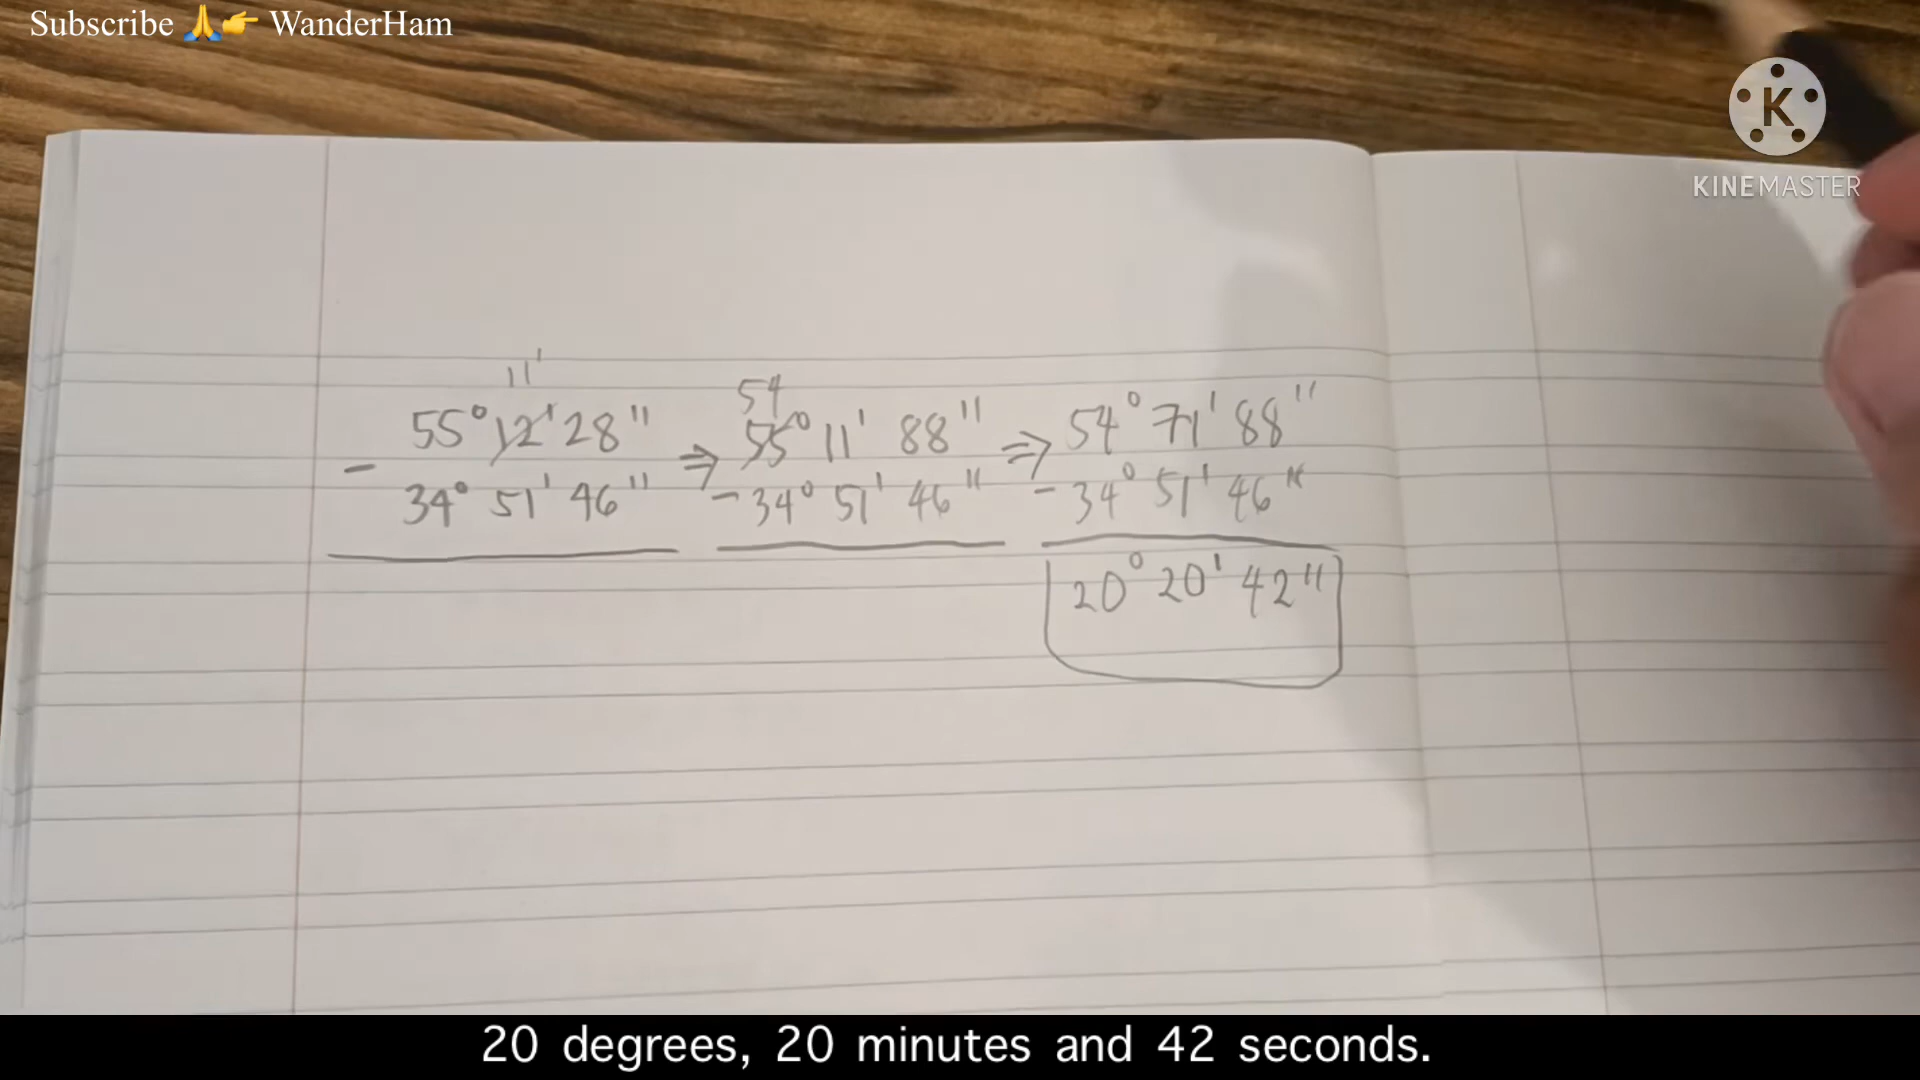 Subscribe 🙏👉 WanderHam
KINEMASTER
11' 54
55° 12' 28" ⇒ 55° 11' 88" ⇒ 54° 71' 88"
- 34° 51' 46" - 34° 51' 46" - 34° 51' 46"
20° 20' 42"
20 degrees, 20 minutes and 42 seconds.